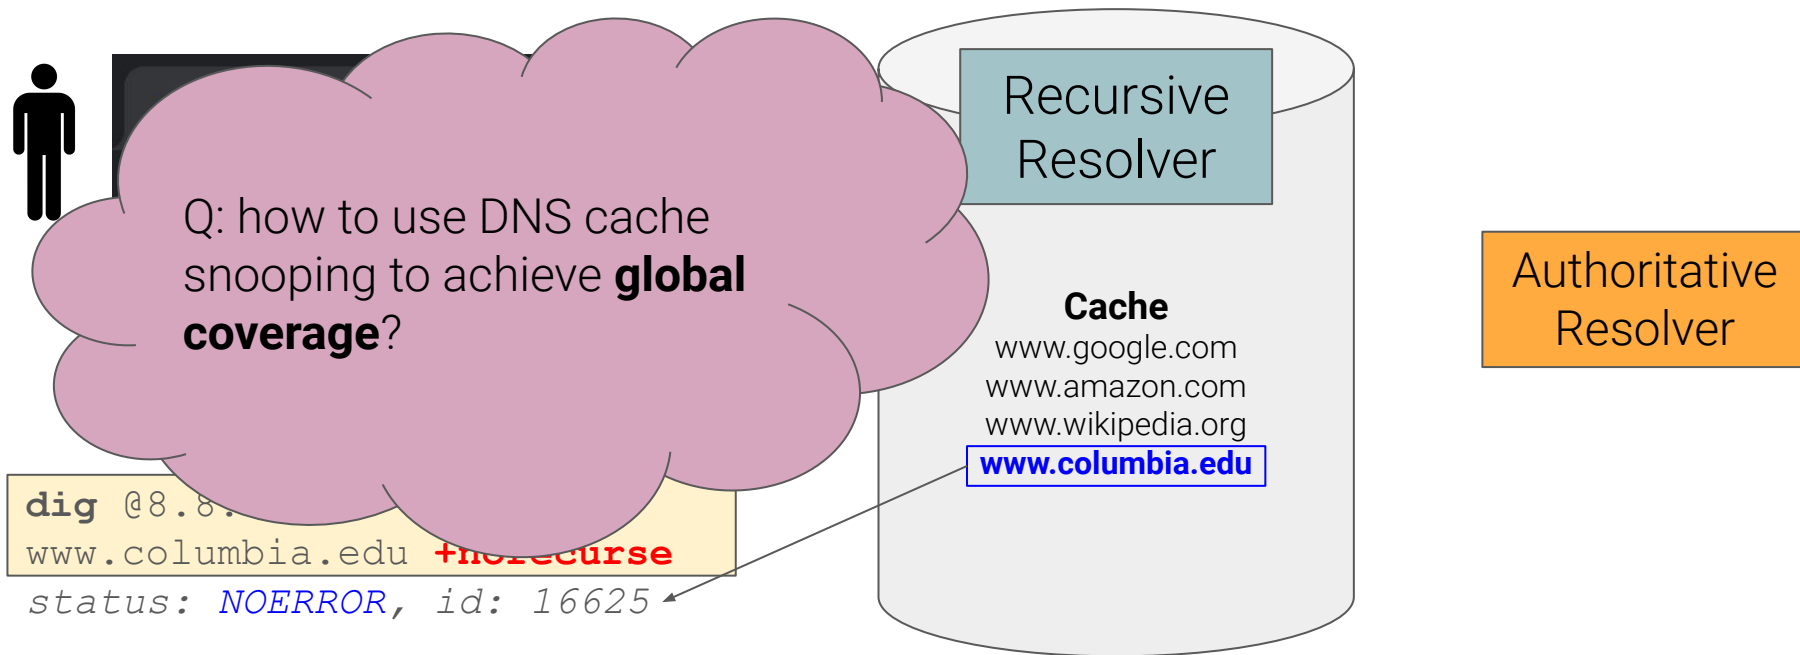 Recursive
Resolver
Q: how to use DNS cache
snooping to achieve global
coverage?
Authoritative
Resolver
Cache
www.google.com
www.amazon.com
www.wikipedia.org
www.columbia.edu
dig @8.8.
www.columbia.edu +norecurse
status: NOERROR, id: 16625